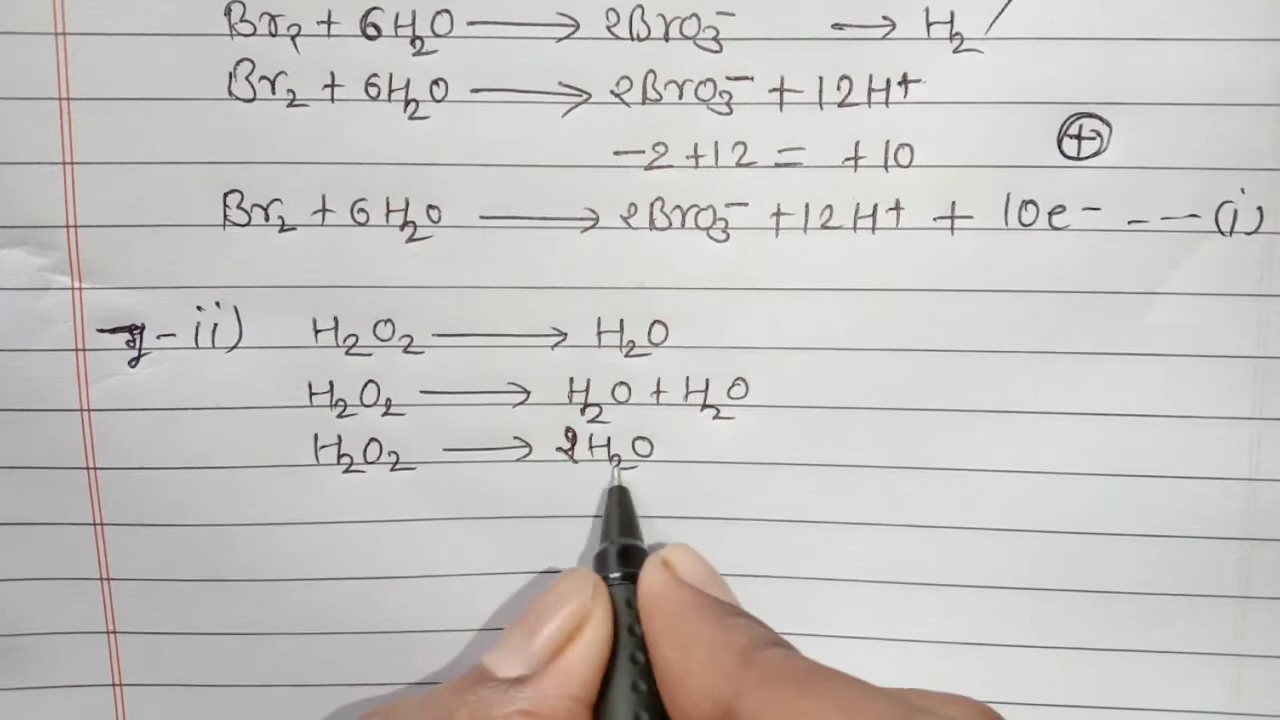 Br₂ + 6H₂O ⟶ 2BrO₃⁻ ⟶ H₂/
Br₂ + 6H₂O ⟶ 2BrO₃⁻ + 12H+
-2 + 12 = +10 ⊕
Br₂ + 6H₂O ⟶ 2BrO₃⁻ + 12H+ + 10e⁻ ---(i)
- ii) H₂O₂ ⟶ H₂O
H₂O₂ ⟶ H₂O + H₂O
H₂O₂ ⟶ 2H₂O